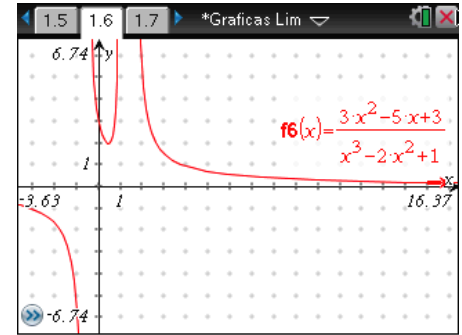 1.5 1.6 1.7 *Graficas Lim
6.74 y
f6(x)=3·x²-5·x+3/x³-2·x²+1
1
x
-3.63 1 16.37
-6.74